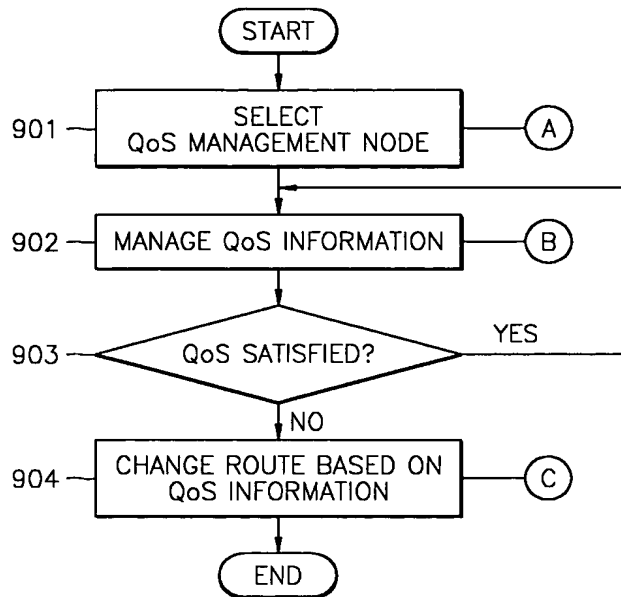 START
901
SELECT
QoS MANAGEMENT NODE
A
902
MANAGE QoS INFORMATION
B
903
QoS SATISFIED?
YES
NO
904
CHANGE ROUTE BASED ON
QoS INFORMATION
C
END